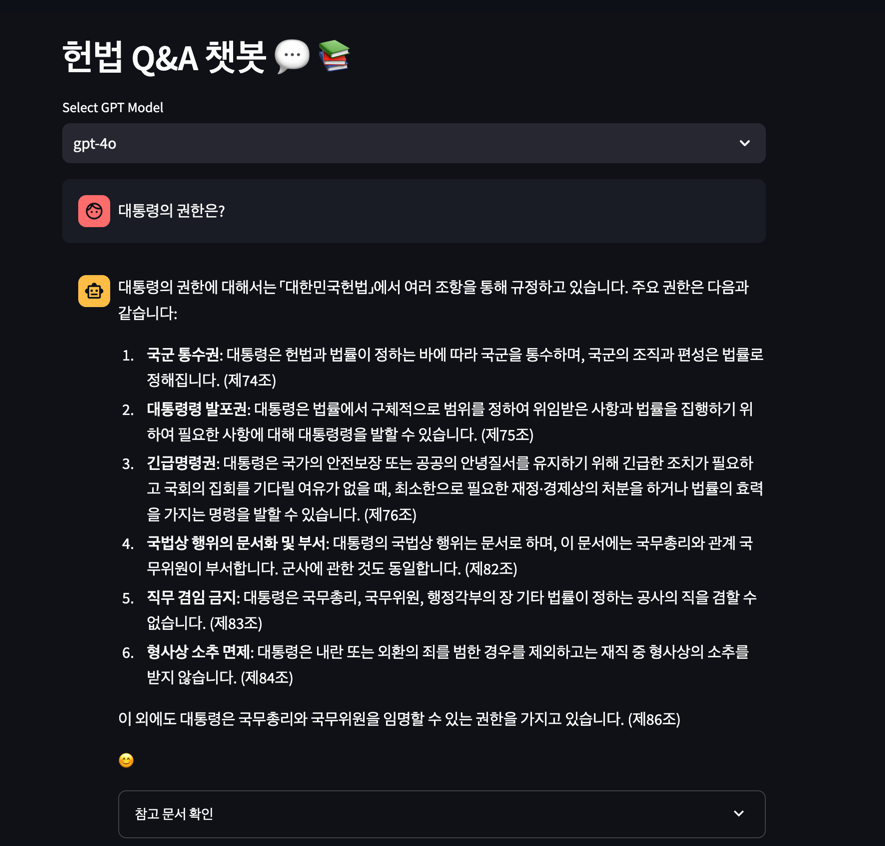 헌법 Q&A 챗봇 💬 📚
Select GPT Model
gpt-4o
대통령의 권한은?
대통령의 권한에 대해서는 「대한민국헌법」에서 여러 조항을 통해 규정하고 있습니다. 주요 권한은 다음과
같습니다:
1. 국군 통수권: 대통령은 헌법과 법률이 정하는 바에 따라 국군을 통수하며, 국군의 조직과 편성은 법률로
정해집니다. (제74조)
2. 대통령령 발포권: 대통령은 법률에서 구체적으로 범위를 정하여 위임받은 사항과 법률을 집행하기 위
하여 필요한 사항에 대해 대통령령을 발할 수 있습니다. (제75조)
3. 긴급명령권: 대통령은 국가의 안전보장 또는 공공의 안녕질서를 유지하기 위해 긴급한 조치가 필요하
고 국회의 집회를 기다릴 여유가 없을 때, 최소한으로 필요한 재정·경제상의 처분을 하거나 법률의 효력
을 가지는 명령을 발할 수 있습니다. (제76조)
4. 국법상 행위의 문서화 및 부서: 대통령의 국법상 행위는 문서로 하며, 이 문서에는 국무총리와 관계 국
무위원이 부서합니다. 군사에 관한 것도 동일합니다. (제82조)
5. 직무 겸임 금지: 대통령은 국무총리, 국무위원, 행정각부의 장 기타 법률이 정하는 공사의 직을 겸할 수
없습니다. (제83조)
6. 형사상 소추 면제: 대통령은 내란 또는 외환의 죄를 범한 경우를 제외하고는 재직 중 형사상의 소추를
받지 않습니다. (제84조)
이 외에도 대통령은 국무총리와 국무위원을 임명할 수 있는 권한을 가지고 있습니다. (제86조)
😊
참고 문서 확인